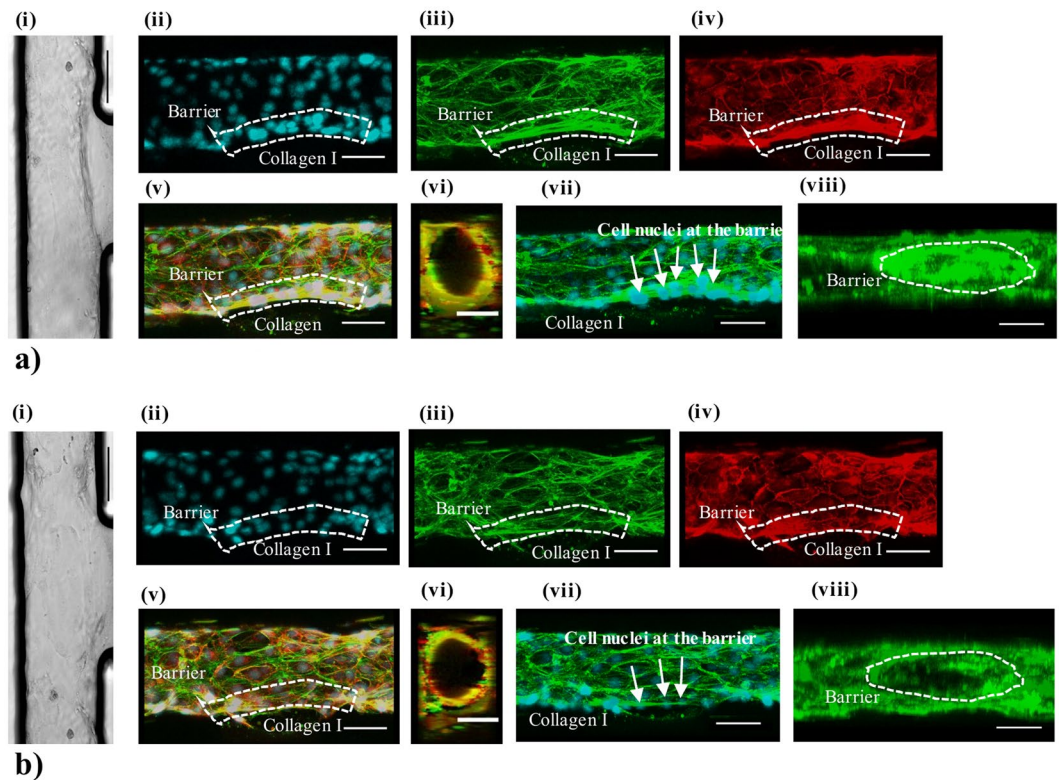 (i)
(ii)
(iii)
(iv)
Barrier
Collagen I
Barrier
Collagen I
Barrier
Collagen I
(v)
(vi)
(vii)
(viii)
Barrier
Collagen
Cell nuclei at the barrie
Collagen I
Barrier
a)
(i)
(ii)
(iii)
(iv)
Barrier
Collagen I
Barrier
Collagen I
Barrier
Collagen I
(v)
(vi)
(vii)
(viii)
Barrier
Collagen I
Cell nuclei at the barrier
Collagen I
Barrier
b)